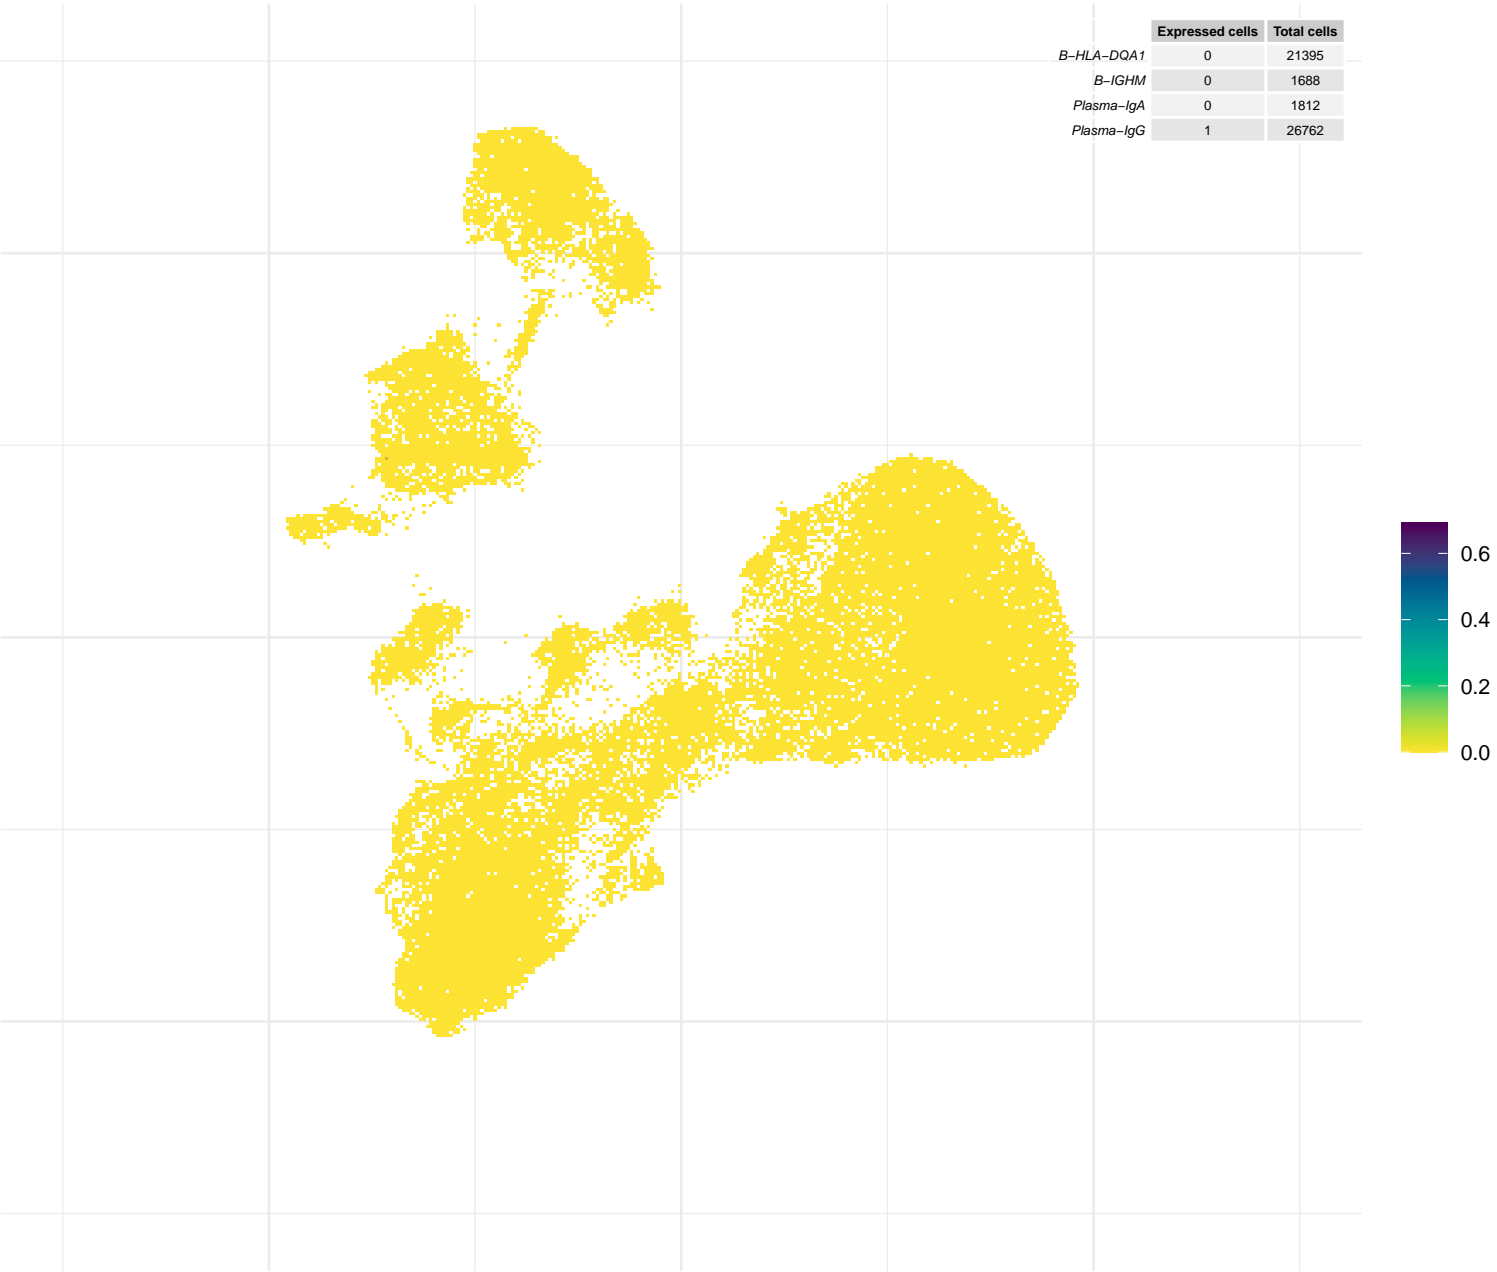 Expressed cells Total cells
B−HLA−DQA1 0 21395
B−IGHM 0 1688
Plasma−IgA 0 1812
Plasma−IgG 1 26762
0.6
0.4
0.2
0.0